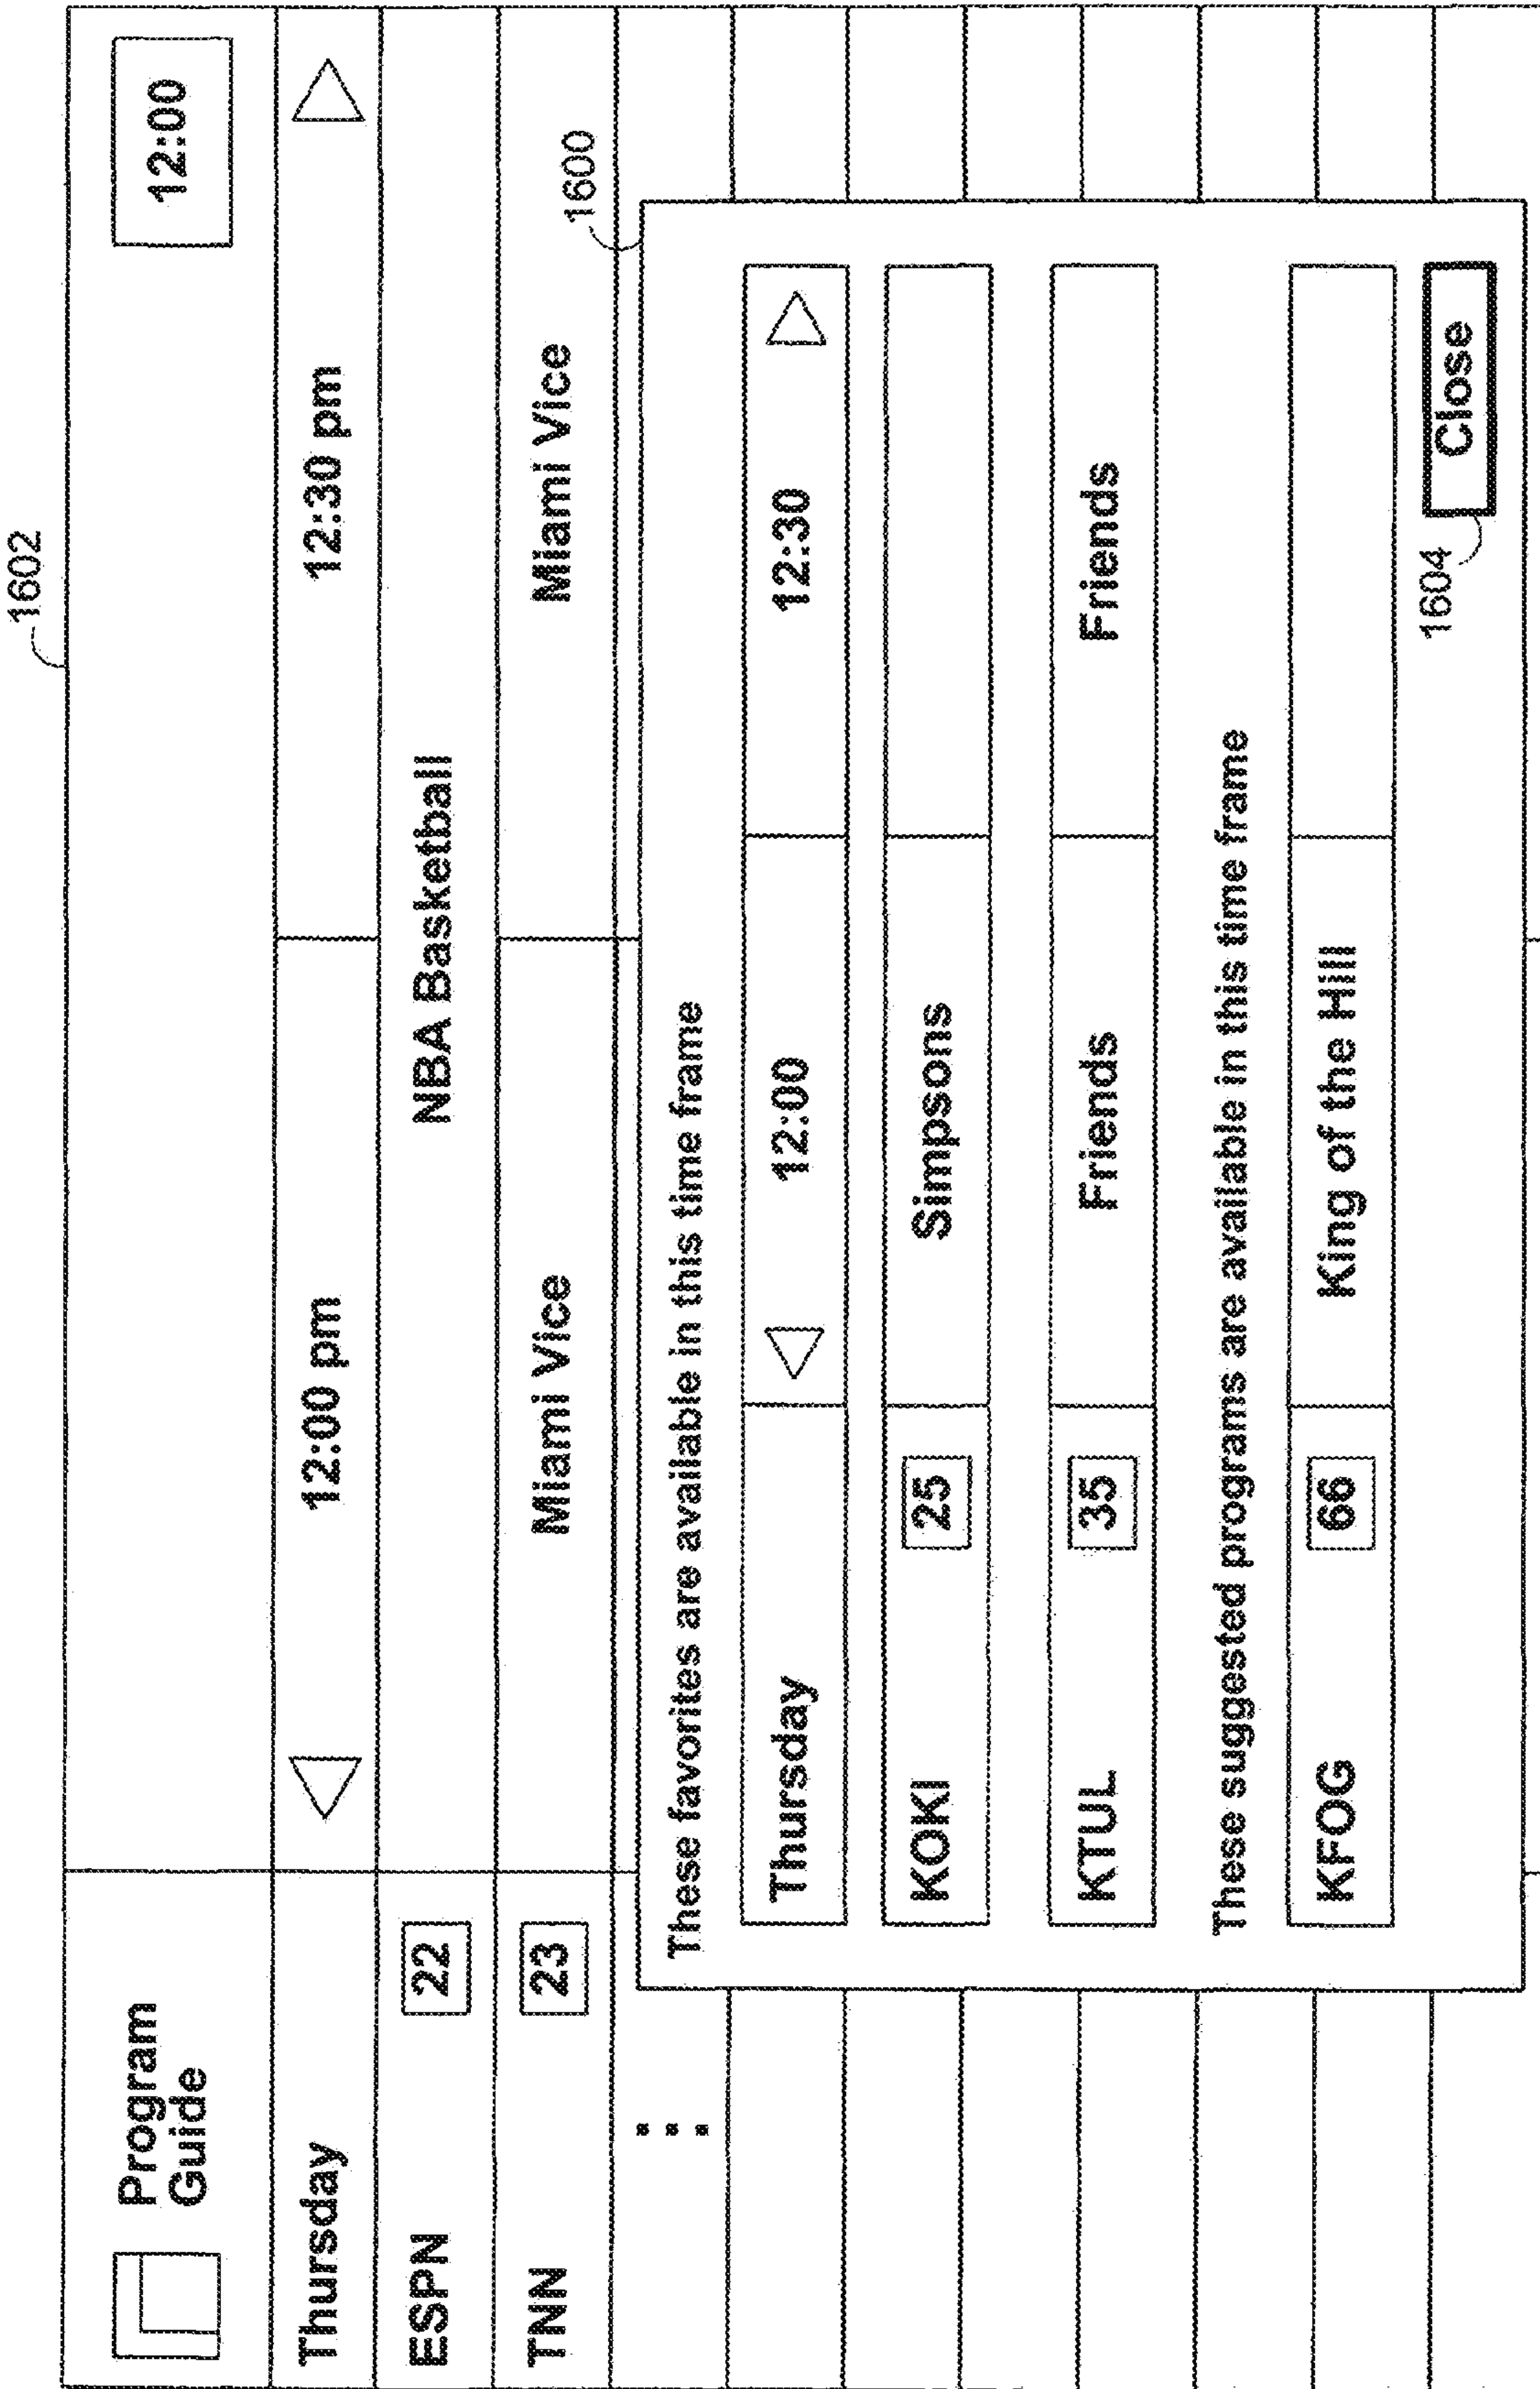 1602
Program
Guide
12:00
Thursday 12:00 pm 12:30 pm
ESPN 22 NBA Basketball
TNN 23 Miami Vice Miami Vice
...
1600
These favorites are available in this time frame
Thursday 12:00 12:30
KOKI 25 Simpsons
KTUL 35 Friends Friends
These suggested programs are available in this time frame
KFOG 66 King of the Hill
1604
Close